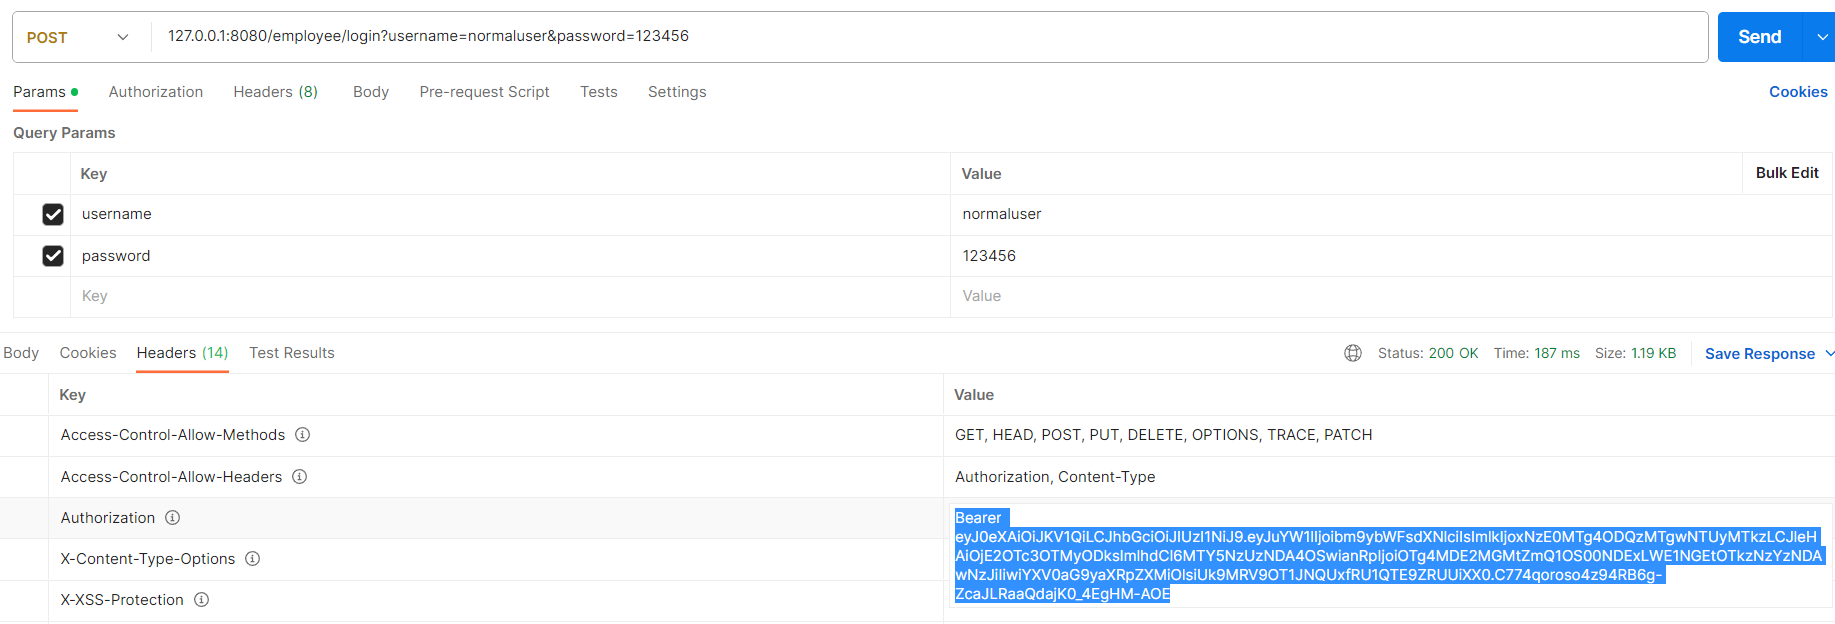 POST 127.0.0.1:8080/employee/login?username=normaluser&password=123456 Send
Params Authorization Headers (8) Body Pre-request Script Tests Settings Cookies
Query Params
Key Value Bulk Edit
username normaluser
password 123456
Key Value
Body Cookies Headers (14) Test Results Status: 200 OK Time: 187 ms Size: 1.19 KB Save Response
Key Value
Access-Control-Allow-Methods GET, HEAD, POST, PUT, DELETE, OPTIONS, TRACE, PATCH
Access-Control-Allow-Headers Authorization, Content-Type
Authorization Bearer
eyJ0eXAiOiJKV1QiLCJhbGciOiJIUzI1NiJ9.eyJuYW1lIjoibm9ybWFsdXNlciIsImlkIjoxNzE0MTg4ODQzMTgwNTUyMTkzLCJleH
AiOjE2OTc3OTMyODksImlhdCI6MTY5NzUzNDA4OSwianRpIjoiOTg4MDE2MGMtZmQ1OS00NDExLWE1NGEtOTkzNzYzNDA
wNzJiIiwiYXV0aG9yaXRpZXMiOlsiUk9MRV9OT1JNQUxfRU1QTE9ZRUUiXX0.C774qoroso4z94RB6g-
ZcaJLRaaQdajK0_4EgHM-AOE
X-Content-Type-Options
X-XSS-Protection